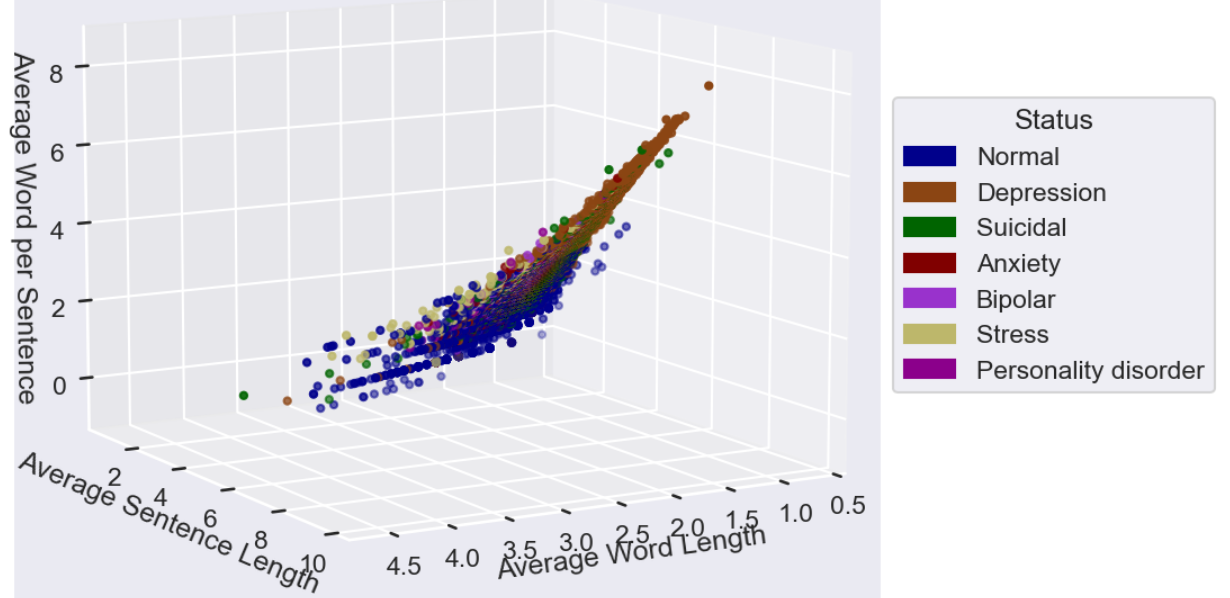 Average Word per Sentence
8
6
4
2
0
Average Sentence Length
2
4
6
8
10
Average Word Length
4.5
4.0
3.5
3.0
2.5
2.0
1.5
1.0
0.5
Status
Normal
Depression
Suicidal
Anxiety
Bipolar
Stress
Personality disorder